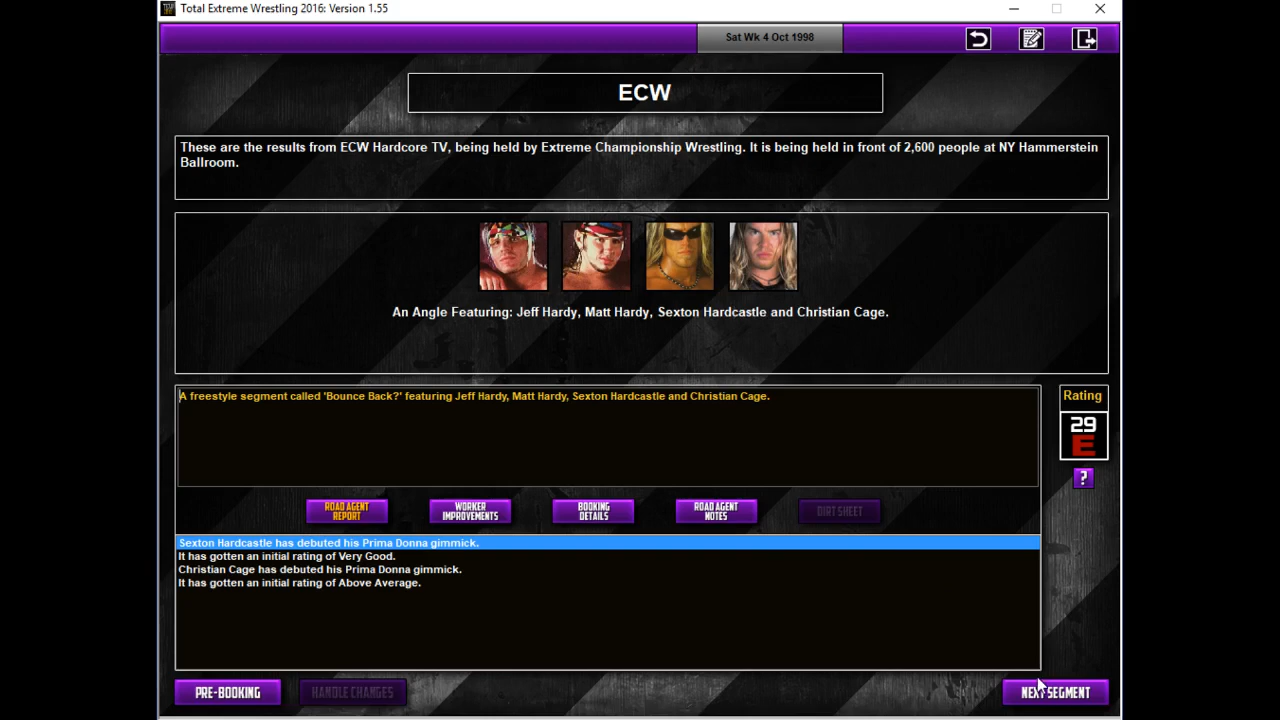 Total Extreme Wrestling 2016: Version 1.55
Sat Wk 4 Oct 1998
ECW
These are the results from ECW Hardcore TV, being held by Extreme Championship Wrestling. It is being held in front of 2,600 people at NY Hammerstein
Ballroom.
An Angle Featuring: Jeff Hardy, Matt Hardy, Sexton Hardcastle and Christian Cage.
A freestyle segment called 'Bounce Back?' featuring Jeff Hardy, Matt Hardy, Sexton Hardcastle and Christian Cage.
Rating
29
E
?
ROAD AGENT REPORT
WORKER IMPROVEMENTS
BOOKING DETAILS
ROAD AGENT NOTES
DIRT SHEET
Sexton Hardcastle has debuted his Prima Donna gimmick.
It has gotten an initial rating of Very Good.
Christian Cage has debuted his Prima Donna gimmick.
It has gotten an initial rating of Above Average.
PRE-BOOKING
HANDLE CHANGES
NEXT SEGMENT